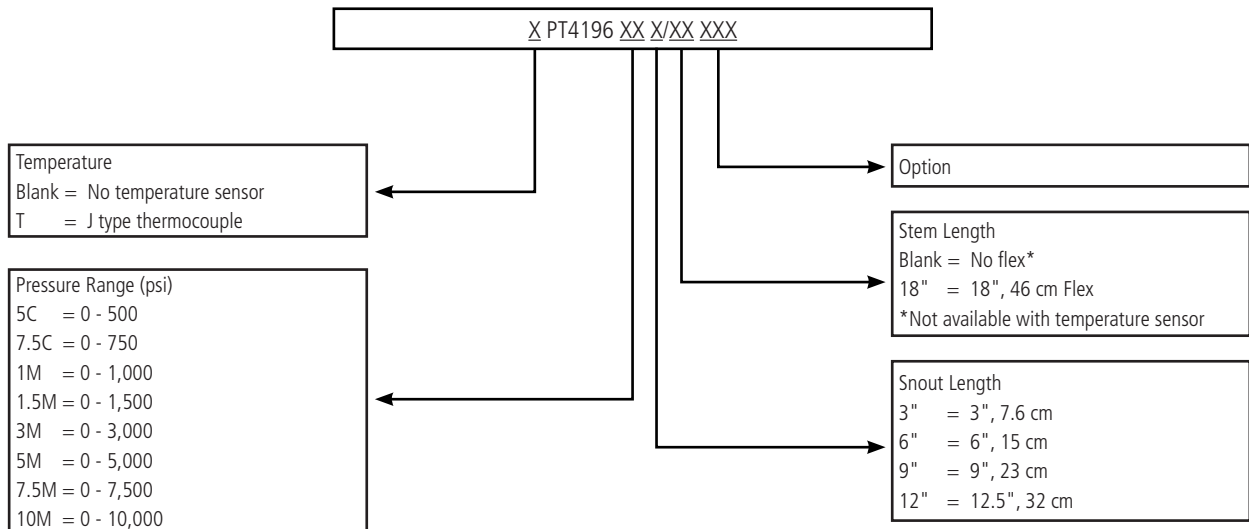 X PT4196 XX X/XX XXX
Temperature
Blank = No temperature sensor
T = J type thermocouple
Pressure Range (psi)
5C = 0 - 500
7.5C = 0 - 750
1M = 0 - 1,000
1.5M = 0 - 1,500
3M = 0 - 3,000
5M = 0 - 5,000
7.5M = 0 - 7,500
10M = 0 - 10,000
Option
Stem Length
Blank = No flex*
18" = 18", 46 cm Flex
*Not available with temperature sensor
Snout Length
3" = 3", 7.6 cm
6" = 6", 15 cm
9" = 9", 23 cm
12" = 12.5", 32 cm